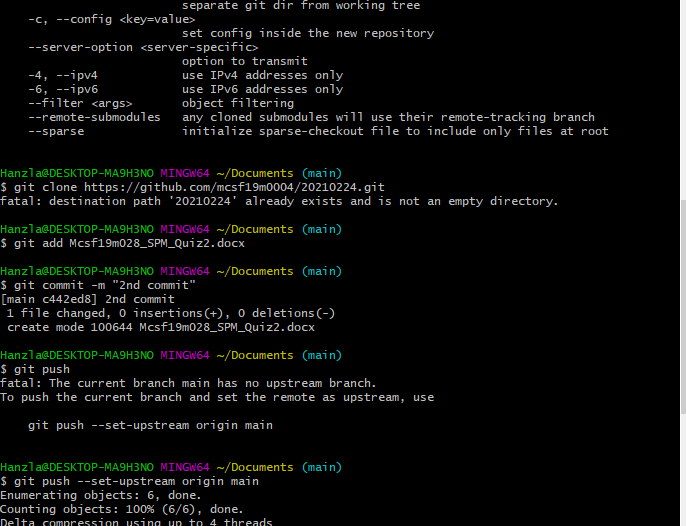 separate git dir from working tree
-c, --config <key=value>
set config inside the new repository
--server-option <server-specific>
option to transmit
-4, --ipv4 use IPv4 addresses only
-6, --ipv6 use IPv6 addresses only
--filter <args> object filtering
--remote-submodules any cloned submodules will use their remote-tracking branch
--sparse initialize sparse-checkout file to include only files at root
Hanzla@DESKTOP-MA9H3NO MINGW64 ~/Documents (main)
$ git clone https://github.com/mcsf19m0004/20210224.git
fatal: destination path '20210224' already exists and is not an empty directory.
Hanzla@DESKTOP-MA9H3NO MINGW64 ~/Documents (main)
$ git add Mcsf19m028_SPM_Quiz2.docx
Hanzla@DESKTOP-MA9H3NO MINGW64 ~/Documents (main)
$ git commit -m "2nd commit"
[main c442ed8] 2nd commit
1 file changed, 0 insertions(+), 0 deletions(-)
create mode 100644 Mcsf19m028_SPM_Quiz2.docx
Hanzla@DESKTOP-MA9H3NO MINGW64 ~/Documents (main)
$ git push
fatal: The current branch main has no upstream branch.
To push the current branch and set the remote as upstream, use
git push --set-upstream origin main
Hanzla@DESKTOP-MA9H3NO MINGW64 ~/Documents (main)
$ git push --set-upstream origin main
Enumerating objects: 6, done.
Counting objects: 100% (6/6), done.
Delta compression using up to 4 threads